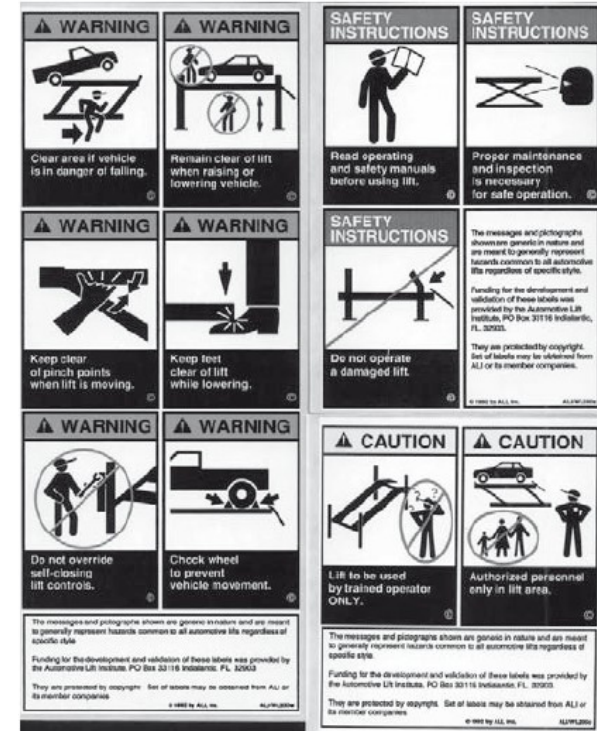 WARNING
Clear area if vehicle
is in danger of falling.
©
WARNING
Remain clear of lift
when raising or
lowering vehicle.
©
WARNING
Keep clear
of pinch points
when lift is moving.
©
WARNING
Keep feet
clear of lift
while lowering.
©
WARNING
Do not override
self-closing
lift controls.
©
WARNING
Chock wheel
to prevent
vehicle movement.
©
The messages and pictographs shown are generic in nature and are meant
to generally represent hazards common to all automotive lifts regardless of
specific style
Funding for the development and validation of these labels was provided by
the Automotive Lift Institute, PO Box 33116 Indialantic, FL 32903
They are protected by copyright Set of labels may be obtained from ALI or
its member companies
© 1992 by ALI, Inc.
SAFETY
INSTRUCTIONS
Read operating
and safety manuals
before using lift.
©
SAFETY
INSTRUCTIONS
Proper maintenance
and inspection
is necessary
for safe operation.
©
SAFETY
INSTRUCTIONS
Do not operate
a damaged lift.
©
The messages and pictographs
shown are generic in nature and
are meant to generally represent
hazards common to all automotive
lifts regardless of specific style.
Funding for the development and
validation of these labels was
provided by the Automotive Lift
Institute, PO Box Indialantic,
FL 32903.
They are protected by copyright.
Set of labels may be obtained from
ALI or its member companies.
© 1992 by ALI, Inc.
CAUTION
? ?
Lift to be used
by trained operator
ONLY.
©
CAUTION
Authorized personnel
only in lift area.
©
The messages and pictographs shown are generic in nature and are meant
to generally represent hazards common to all automotive lifts regardless of
specific style.
Funding for the development and validation of these labels was provided by
the Automotive Lift Institute, PO Box 33116 Indialantic, FL 32903.
They are protected by copyright. Set of labels may be obtained from ALI or
its member companies
© 1992 by ALI, Inc.